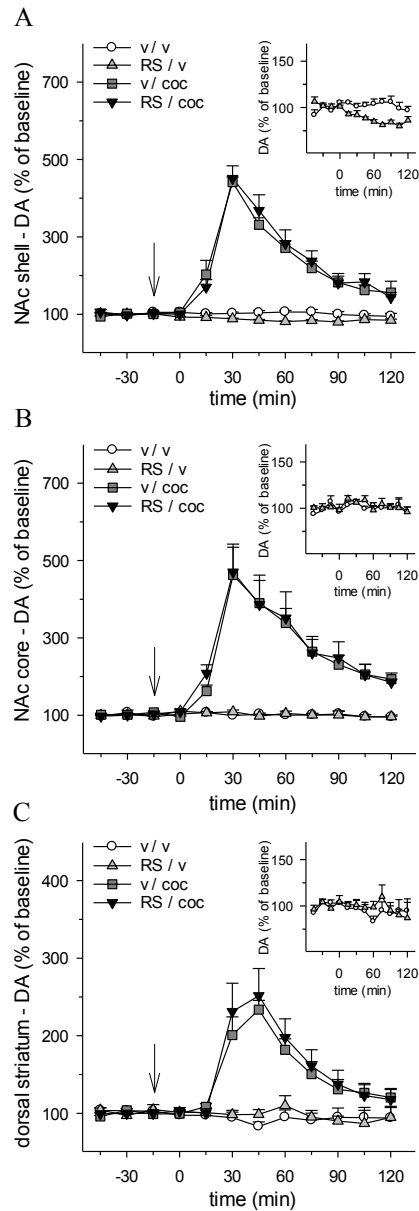 A
v / v
RS / v
v / coc
RS / coc
700
500
300
100
NAc shell - DA (% of baseline)
-30 0 30 60 90 120
time (min)
150
100
DA (% of baseline)
0 60 120
time (min)
B
v / v
RS / v
v / coc
RS / coc
700
500
300
100
NAc core - DA (% of baseline)
-30 0 30 60 90 120
time (min)
150
100
DA (% of baseline)
0 60 120
time (min)
C
v / v
RS / v
v / coc
RS / coc
400
300
200
100
dorsal striatum - DA (% of baseline)
-30 0 30 60 90 120
time (min)
150
100
DA (% of baseline)
0 60 120
time (min)